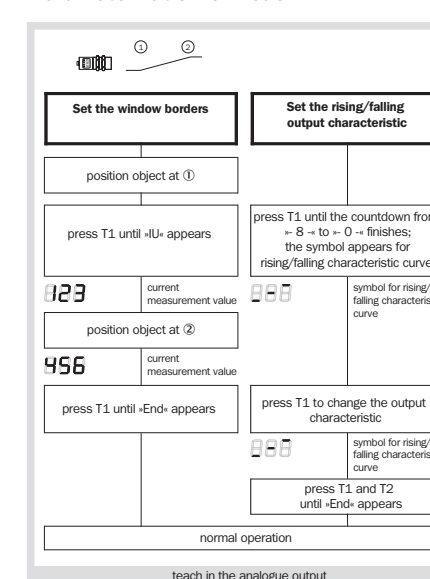 ① ②
Set the window borders
Set the rising/falling
output characteristic
position object at ①
press T1 until »IU« appears
123
current
measurement value
position object at ②
456
current
measurement value
press T1 until »End« appears
press T1 until the countdown
»- 8 -« to »- 0 -« finishes;
the symbol appears for
rising/falling characteristic curve
symbol for rising/
falling
curve
press T1 to change the output
characteristic
symbol for rising/
falling
curve
press T1 and T2
until »End« appears
normal operation
teach in the analogue output